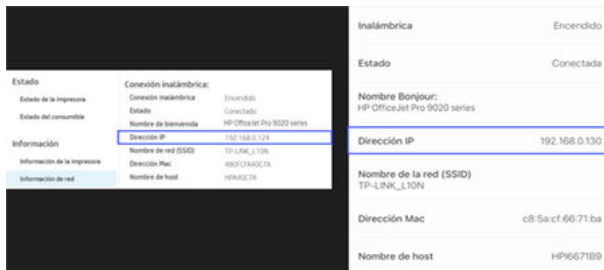 Estado
Estado de la impresora
Estado del consumible
Información
Información de la impresora
Información de red
Conexión inalámbrica:
Conexión inalámbrica Encendido
Estado Conectado
Nombre de bienvenida HP OfficeJet Pro 9020 series
Dirección IP 192.168.0.124
Nombre de red (SSID) TP-LINK_L10N
Dirección Mac
Nombre de host
Inalámbrica Encendido
Estado Conectada
Nombre Bonjour:
HP OfficeJet Pro 9020 series
Dirección IP 192.168.0.130
Nombre de la red (SSID)
TP-LINK_L10N
Dirección Mac c8:5a:cf:66:71:ba
Nombre de host HPI6671B9